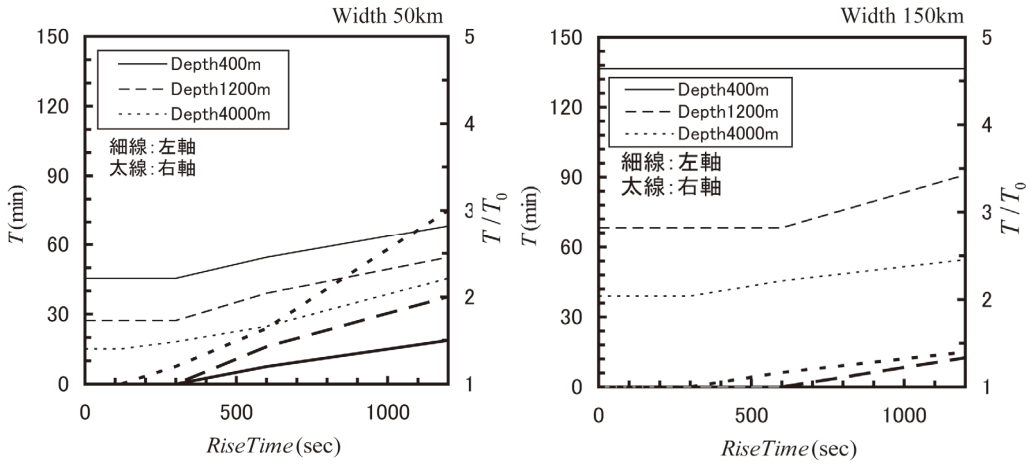 Width 50km
150
120
90
60
30
0
T (min)
5
4
3
2
1
T / T0
Depth400m
Depth1200m
Depth4000m
細線：左軸
太線：右軸
0
500
1000
RiseTime (sec)
Width 150km
150
120
90
60
30
0
T (min)
5
4
3
2
1
T / T0
Depth400m
Depth1200m
Depth4000m
細線：左軸
太線：右軸
0
500
1000
RiseTime (sec)